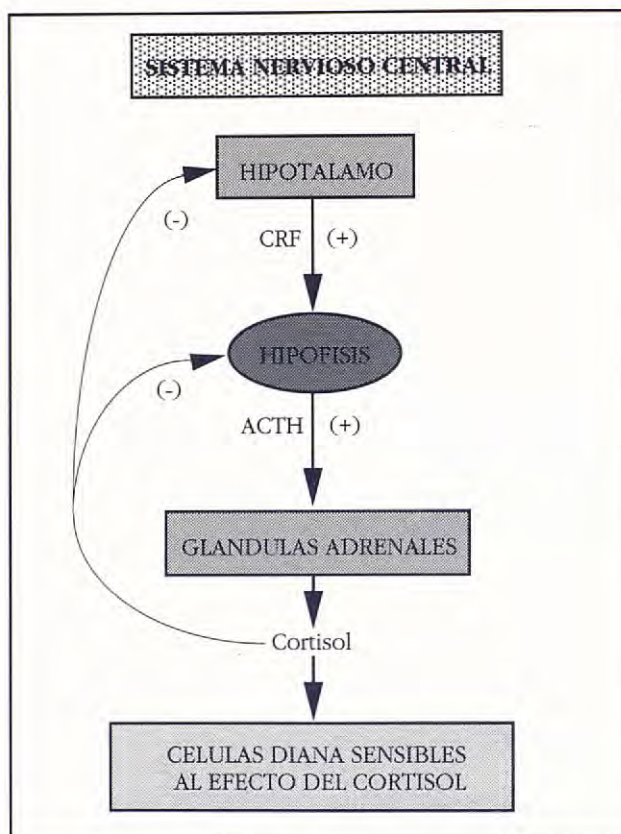 SISTEMA NERVIOSO CENTRAL
HIPOTALAMO
(-)
CRF (+)
HIPOFISIS
(-)
ACTH (+)
GLANDULAS ADRENALES
Cortisol
CELULAS DIANA SENSIBLES
AL EFECTO DEL CORTISOL